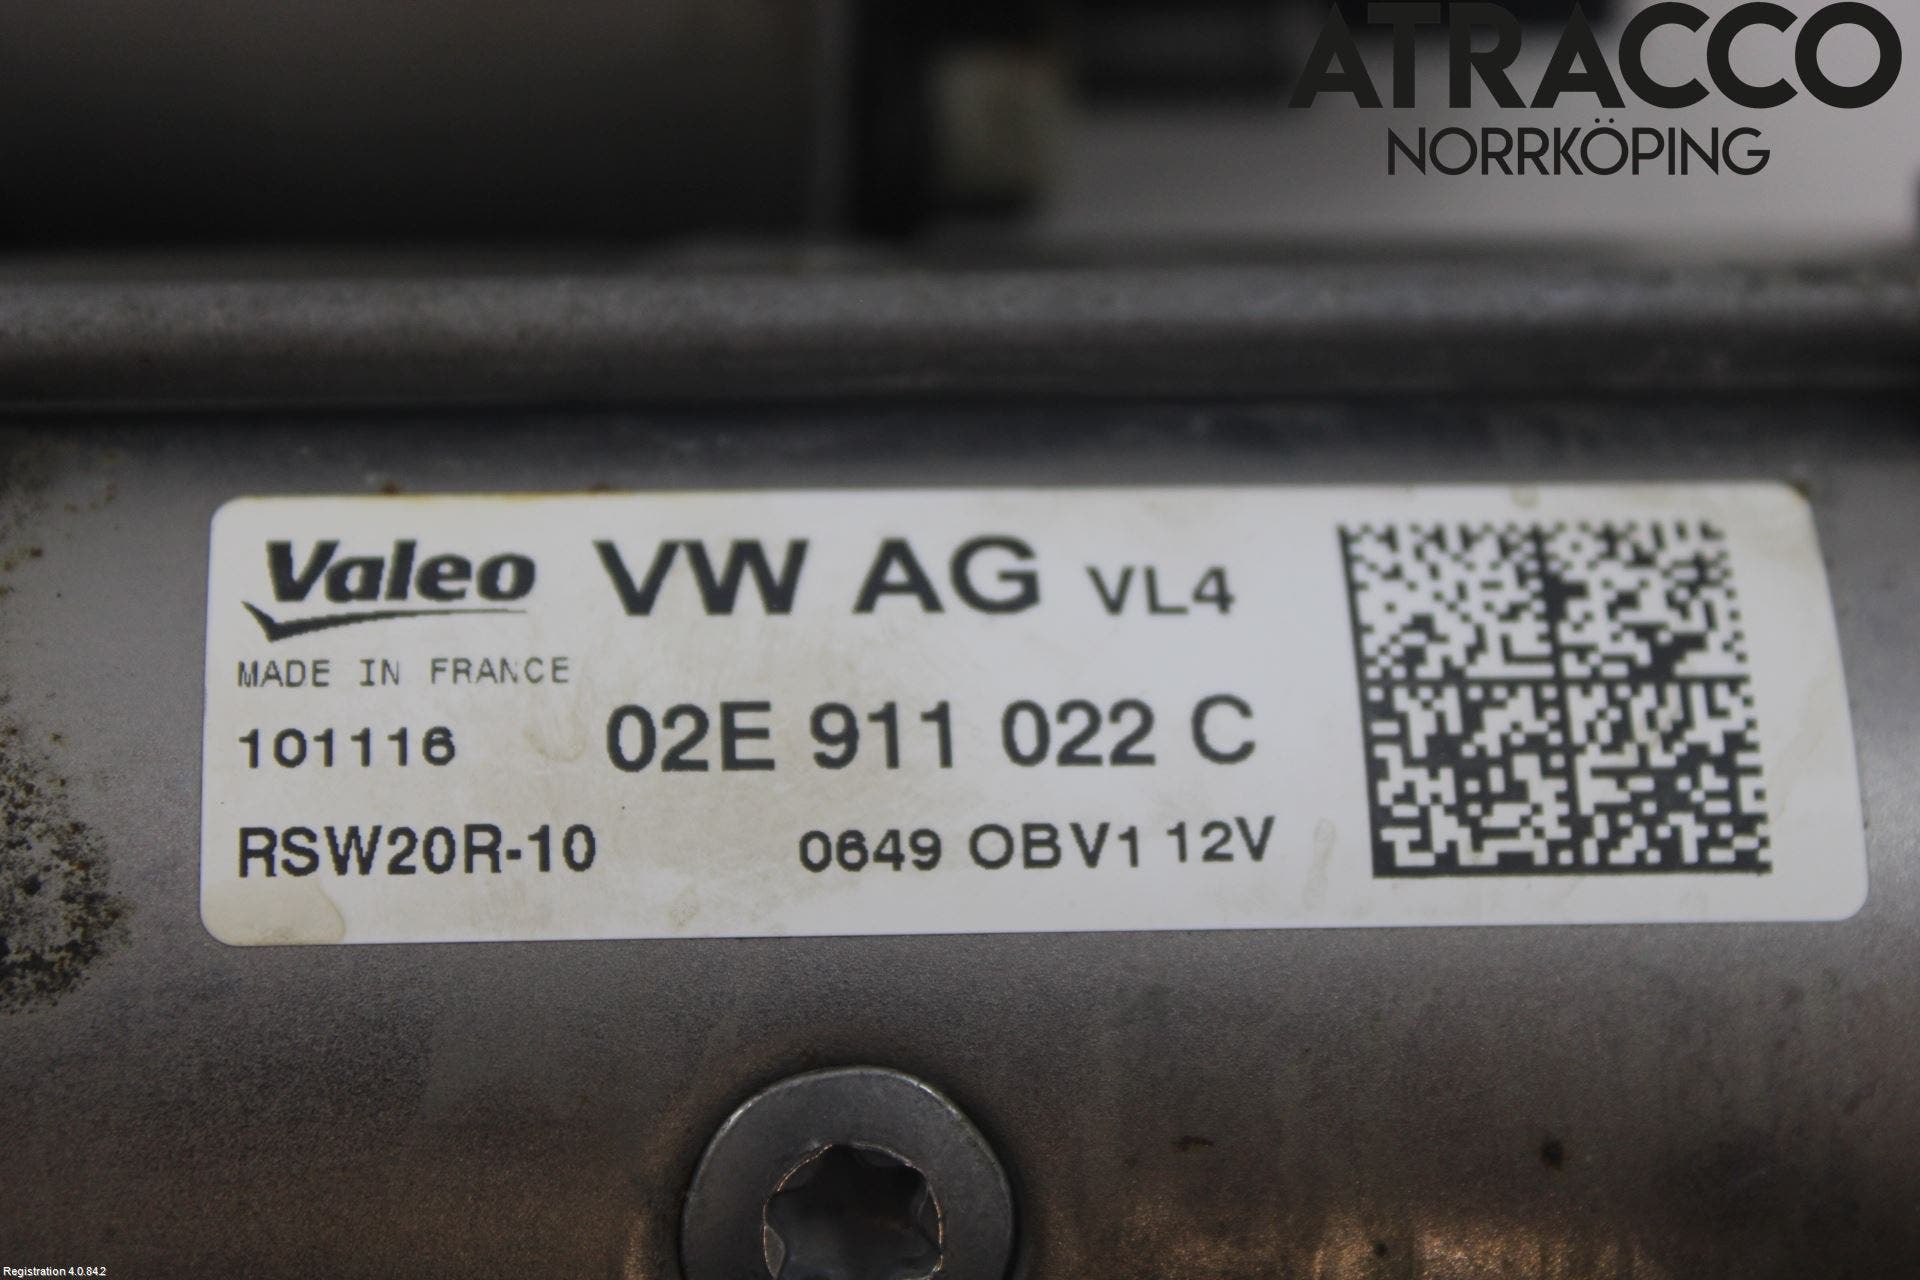 ATRACCO
NORRKÖPING
Valeo VW AG VL4
MADE IN FRANCE
101116 02E 911 022 C
RSW20R-10 0649 OBV1 12V
Registration 4.0.84.2